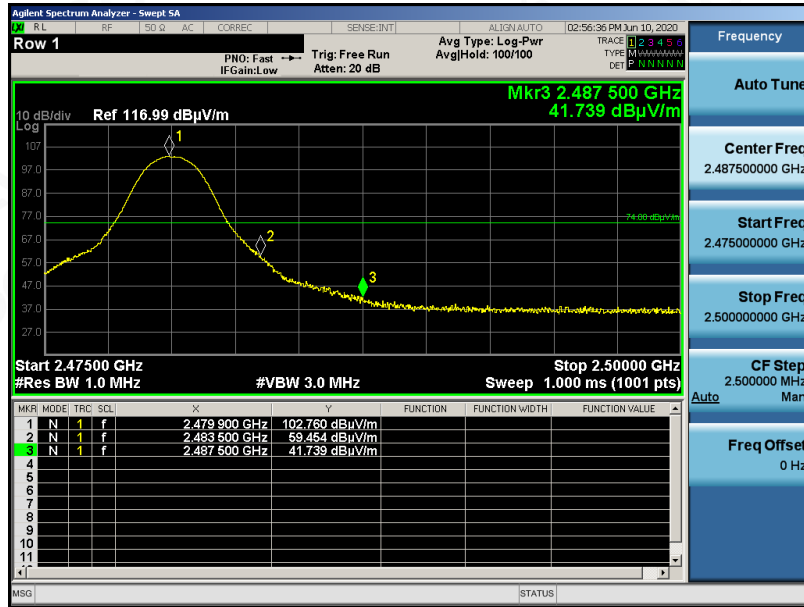 Agilent Spectrum Analyzer - Swept SA
LXI RL RF 50 Ω AC CORREC SENSE:INT ALIGN AUTO 02:56:36 PM Jun 10, 2020
Row 1
PNO: Fast
IFGain:Low
Trig: Free Run
Atten: 20 dB
Avg Type: Log-Pwr
Avg|Hold: 100/100
TRACE 1 2 3 4 5 6
TYPE M
DET P N N N N N
Mkr3 2.487 500 GHz
41.739 dBµV/m
10 dB/div Ref 116.99 dBµV/m
Log
107
97.0
87.0
77.0
67.0
57.0
47.0
37.0
27.0
1
2
3
74.00 dBµV/m
Start 2.47500 GHz Stop 2.50000 GHz
#Res BW 1.0 MHz #VBW 3.0 MHz Sweep 1.000 ms (1001 pts)
MKR MODE TRC SCL X Y FUNCTION FUNCTION WIDTH FUNCTION VALUE
1 N 1 f 2.479 900 GHz 102.760 dBµV/m
2 N 1 f 2.483 500 GHz 59.454 dBµV/m
3 N 1 f 2.487 500 GHz 41.739 dBµV/m
4
5
6
7
8
9
10
11
MSG STATUS
Frequency
Auto Tune
Center Freq
2.487500000 GHz
Start Freq
2.475000000 GHz
Stop Freq
2.500000000 GHz
CF Step
2.500000 MHz
Auto Man
Freq Offset
0 Hz